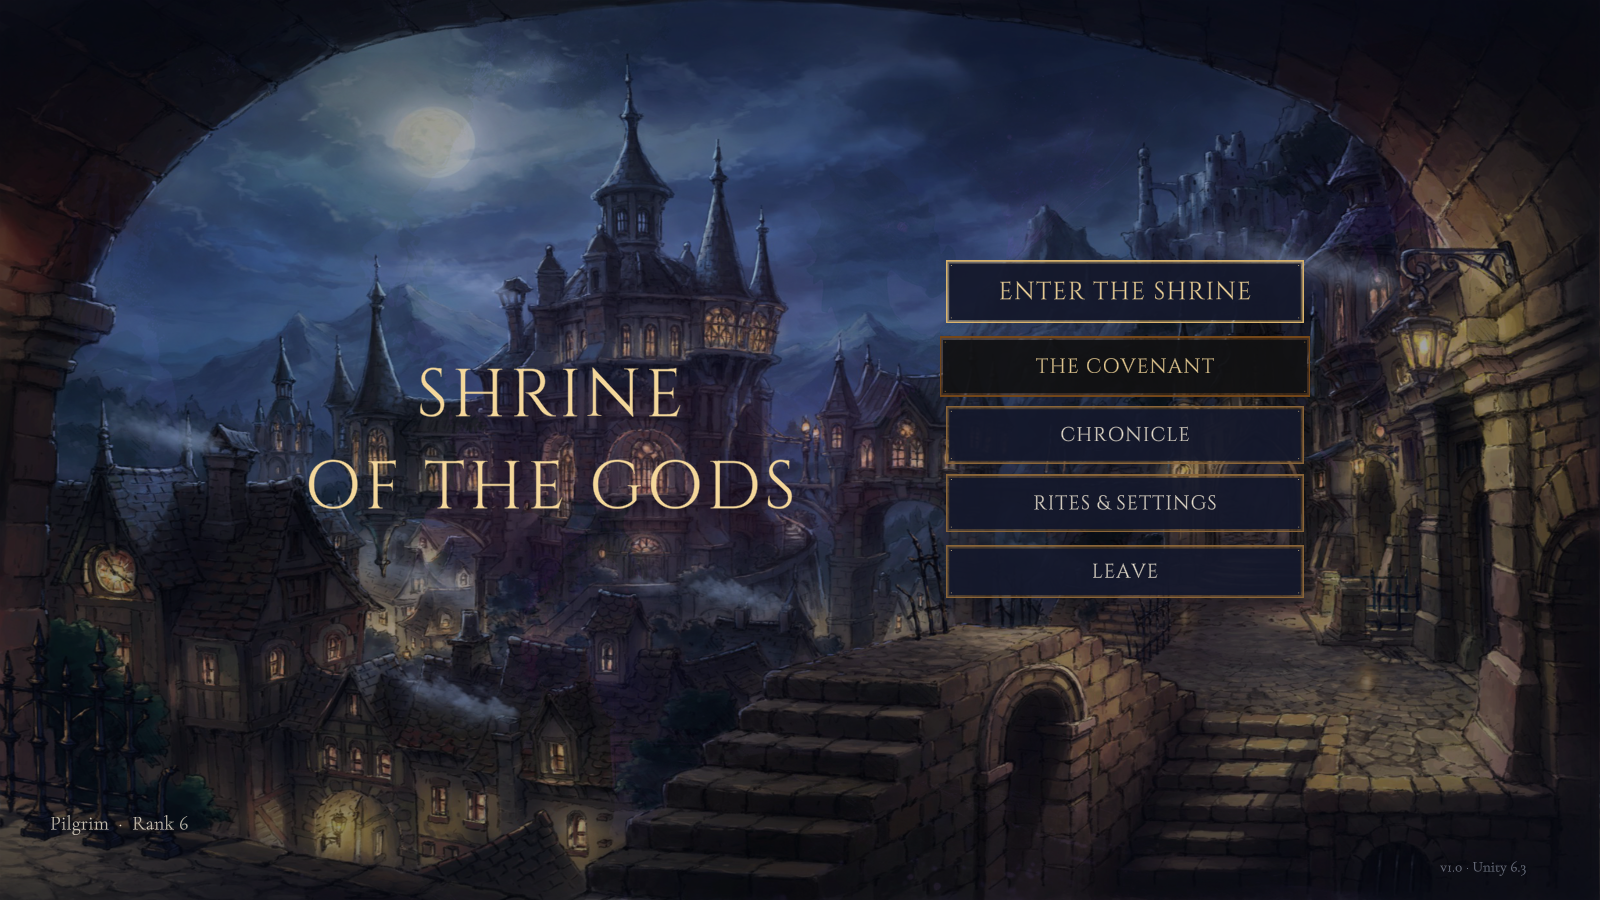 SHRINE
OF THE GODS
ENTER THE SHRINE
THE COVENANT
CHRONICLE
RITES & SETTINGS
LEAVE
Pilgrim · Rank 6
v1.0 · Unity 6.3